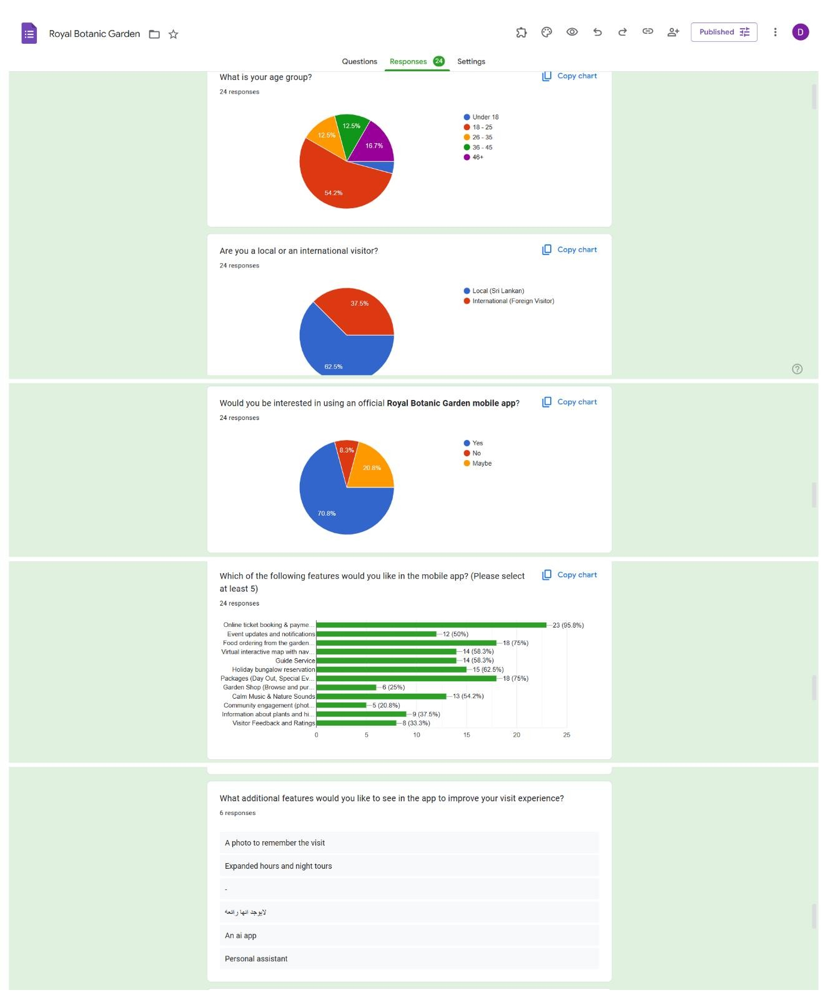 Royal Botanic Garden
Published
D
Questions
Responses 24
Settings
What is your age group?
Copy chart
24 responses
12.5%
12.5%
16.7%
54.2%
Under 18
18 - 25
26 - 35
36 - 45
46+
Are you a local or an international visitor?
Copy chart
24 responses
37.5%
62.5%
Local (Sri Lankan)
International (Foreign Visitor)
Would you be interested in using an official Royal Botanic Garden mobile app?
Copy chart
24 responses
8.3%
20.8%
70.8%
Yes
No
Maybe
Which of the following features would you like in the mobile app? (Please select
at least 5)
Copy chart
24 responses
Online ticket booking & payme... 23 (95.8%)
Event updates and notifications 12 (50%)
Food ordering from the garden... 18 (75%)
Virtual interactive map with nav... 14 (58.3%)
Guide Service 14 (58.3%)
Holiday bungalow reservation 15 (62.5%)
Packages (Day Out, Special Ev... 18 (75%)
Garden Shop (Browse and pur... 6 (25%)
Calm Music & Nature Sounds 13 (54.2%)
Community engagement (phot... 5 (20.8%)
Information about plants and hi... 9 (37.5%)
Visitor Feedback and Ratings 8 (33.3%)
0 5 10 15 20 25
What additional features would you like to see in the app to improve your visit experience?
6 responses
A photo to remember the visit
Expanded hours and night tours
-
لايوجد انها رائعة
An ai app
Personal assistant